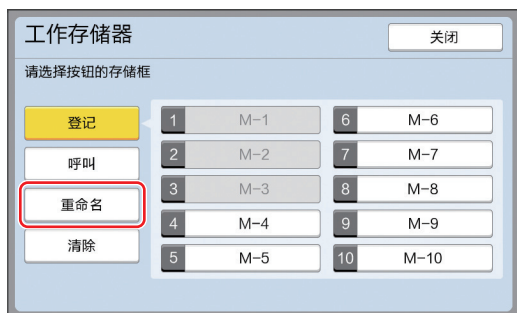 工作存储器
关闭
请选择按钮的存储框
登记
呼叫
重命名
清除
1 M-1
2 M-2
3 M-3
4 M-4
5 M-5
6 M-6
7 M-7
8 M-8
9 M-9
10 M-10